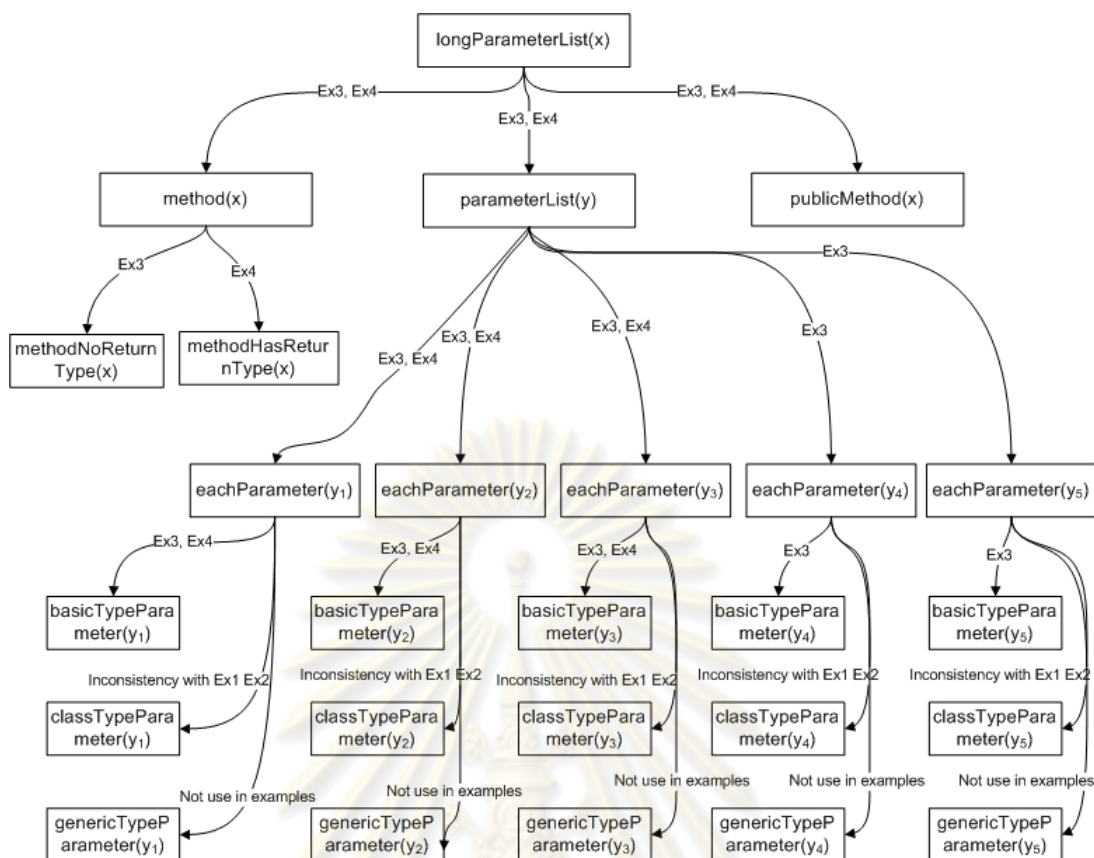 longParameterList(x)
Ex3, Ex4
Ex3, Ex4
Ex3, Ex4
method(x)
parameterList(y)
publicMethod(x)
Ex3
Ex4
Ex3, Ex4
Ex3, Ex4
Ex3, Ex4
Ex3
Ex3
methodNoReturn
Type(x)
methodHasRetur
nType(x)
eachParameter(y₁)
eachParameter(y₂)
eachParameter(y₃)
eachParameter(y₄)
eachParameter(y₅)
Ex3, Ex4
Ex3, Ex4
Ex3, Ex4
Ex3
Ex3
basicTypePara
meter(y₁)
basicTypePara
meter(y₂)
basicTypePara
meter(y₃)
basicTypePara
meter(y₄)
basicTypePara
meter(y₅)
Inconsistency with Ex1 Ex2
Inconsistency with Ex1 Ex2
Inconsistency with Ex1 Ex2
Inconsistency with Ex1 Ex2
Inconsistency with Ex1 Ex2
classTypePara
meter(y₁)
classTypePara
meter(y₂)
classTypePara
meter(y₃)
classTypePara
meter(y₄)
classTypePara
meter(y₅)
Not use in examples
Not use in examples
Not use in examples
Not use in examples
Not use in examples
genericTypeP
arameter(y₁)
genericTypeP
arameter(y₂)
genericTypeP
arameter(y₃)
genericTypeP
arameter(y₄)
genericTypeP
arameter(y₅)